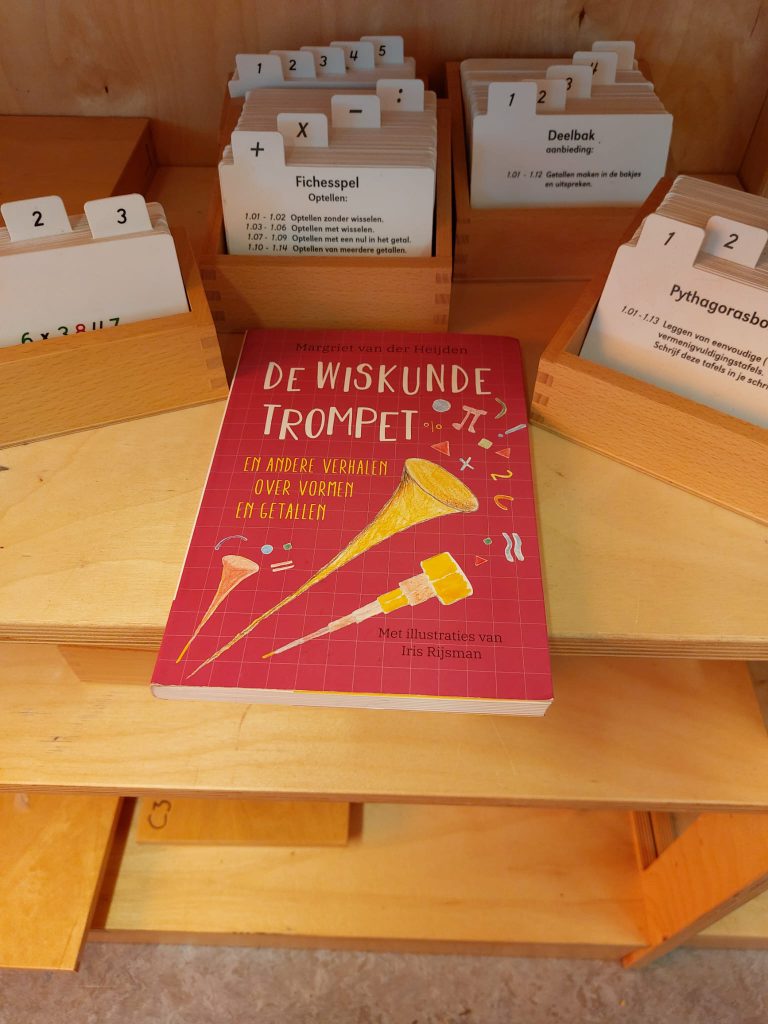 1 2 3 4 5
+ x – :
Fichesspel
Optellen:
1.01 - 1.02 Optellen zonder wisselen.
1.03 - 1.06 Optellen met wisselen.
1.07 - 1.09 Optellen met een nul in het getal.
1.10 - 1.14 Optellen van meerdere getallen.
1 2 3 4
Deelbak
aanbieding:
1.01 - 1.12 Getallen maken in de bakjes
en uitspreken.
2 3
6 x 3847
1 2
Pythagorasbo
1.01 -1.13 Leggen van eenvoudige (
vermenigvuldigingstafels.
Schrijf deze tafels in je schri
Margriet van der Heijden
DE WISKUNDE
TROMPET
EN ANDERE VERHALEN
OVER VORMEN
EN GETALLEN
Met illustraties van
Iris Rijsman
C3